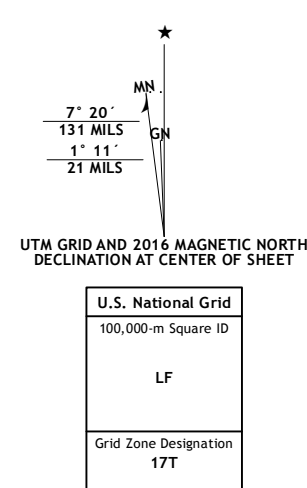 ★
MN
7° 20´
131 MILS
GN
1° 11´
21 MILS
UTM GRID AND 2016 MAGNETIC NORTH
DECLINATION AT CENTER OF SHEET
U.S. National Grid
100,000-m Square ID
LF
Grid Zone Designation
17T